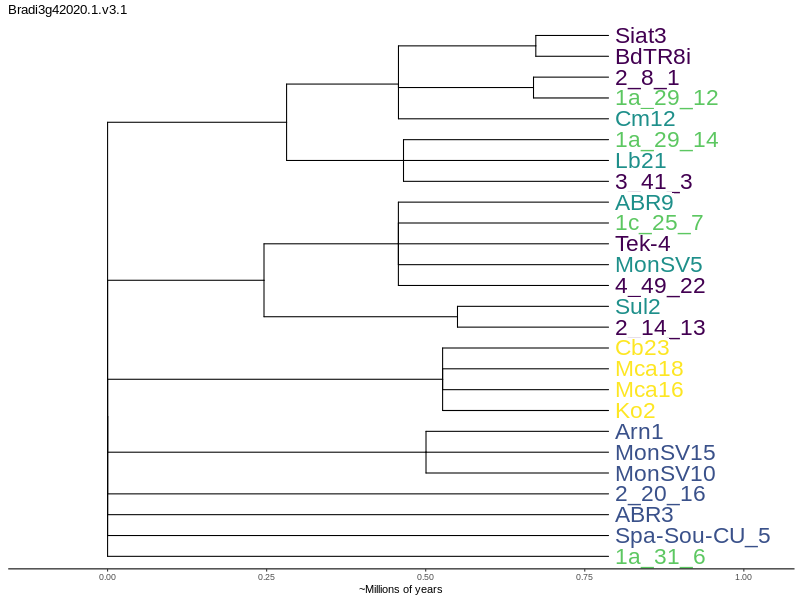 Bradi3g42020.1.v3.1
Siat3
BdTR8i
2_8_1
1a_29_12
Cm12
1a_29_14
Lb21
3_41_3
ABR9
1c_25_7
Tek-4
MonSV5
4_49_22
Sul2
2_14_13
Cb23
Mca18
Mca16
Ko2
Arn1
MonSV15
MonSV10
2_20_16
ABR3
Spa-Sou-CU_5
1a_31_6
0.00 0.25 0.50 0.75 1.00
~Millions of years